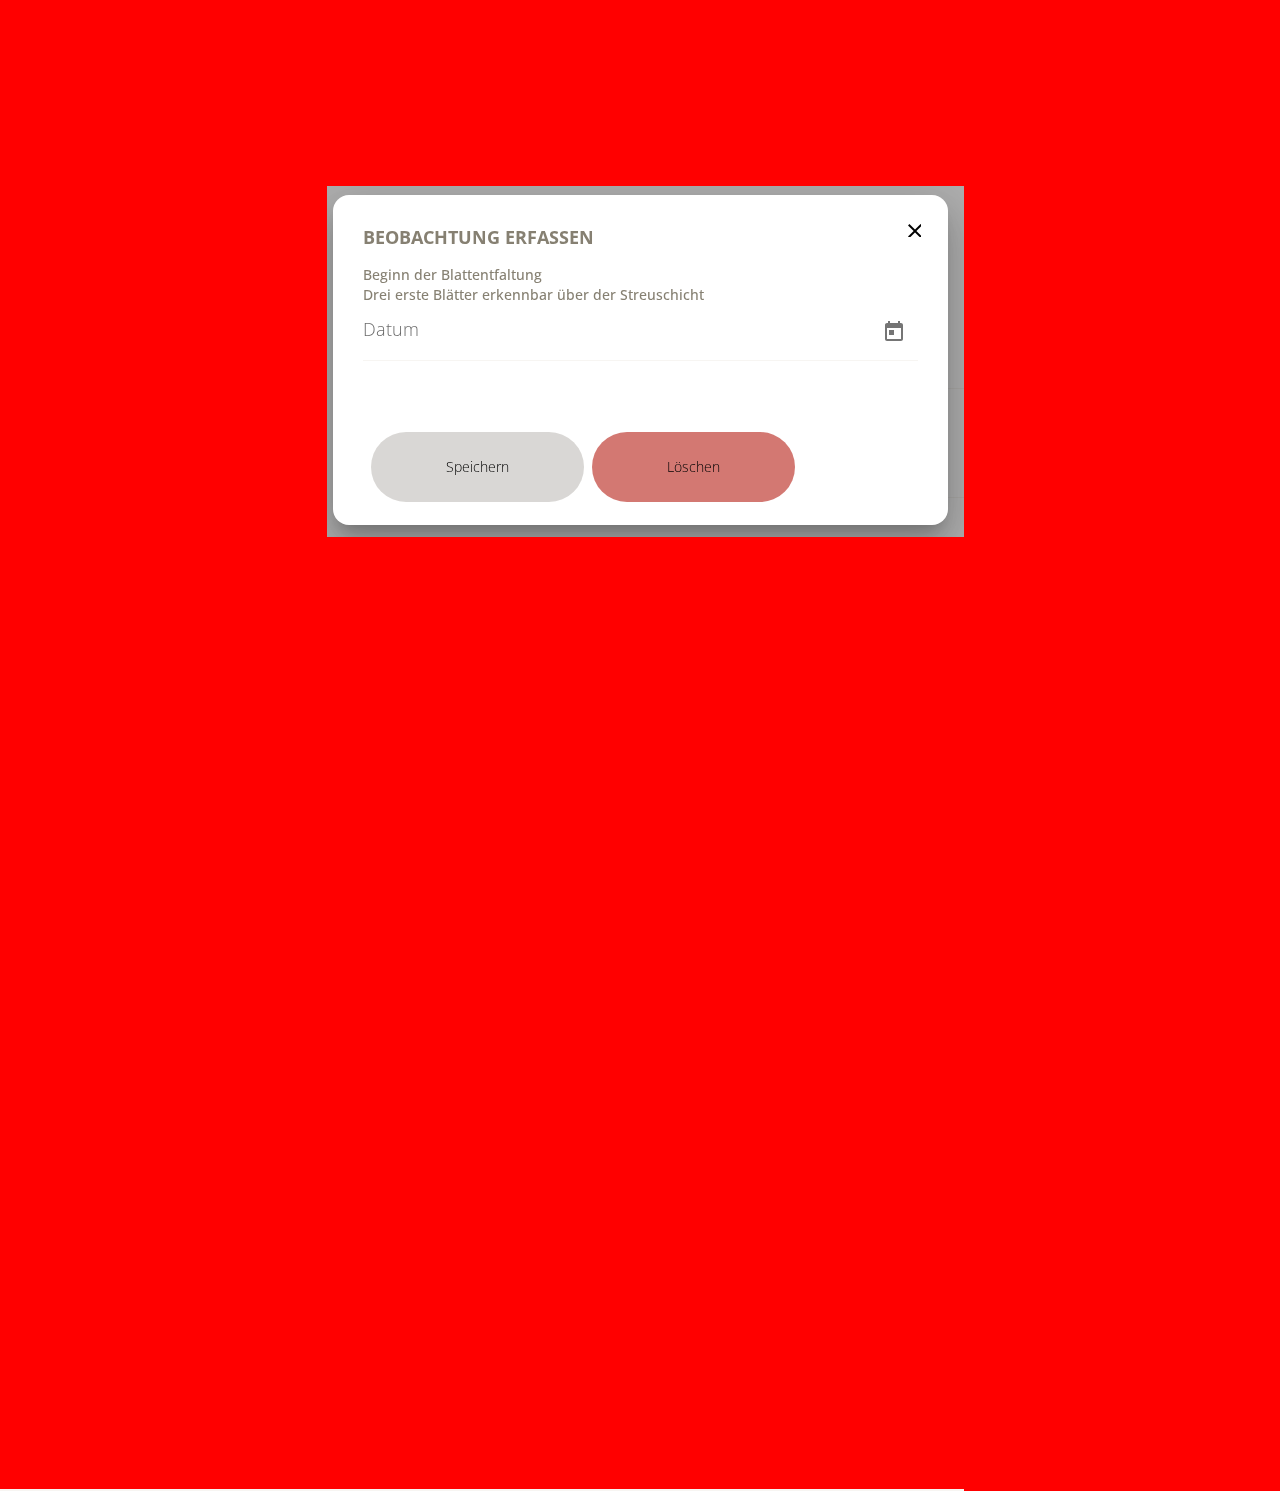 BEOBACHTUNG ERFASSEN
Beginn der Blattentfaltung
Drei erste Blätter erkennbar über der Streuschicht
Datum
Speichern Löschen